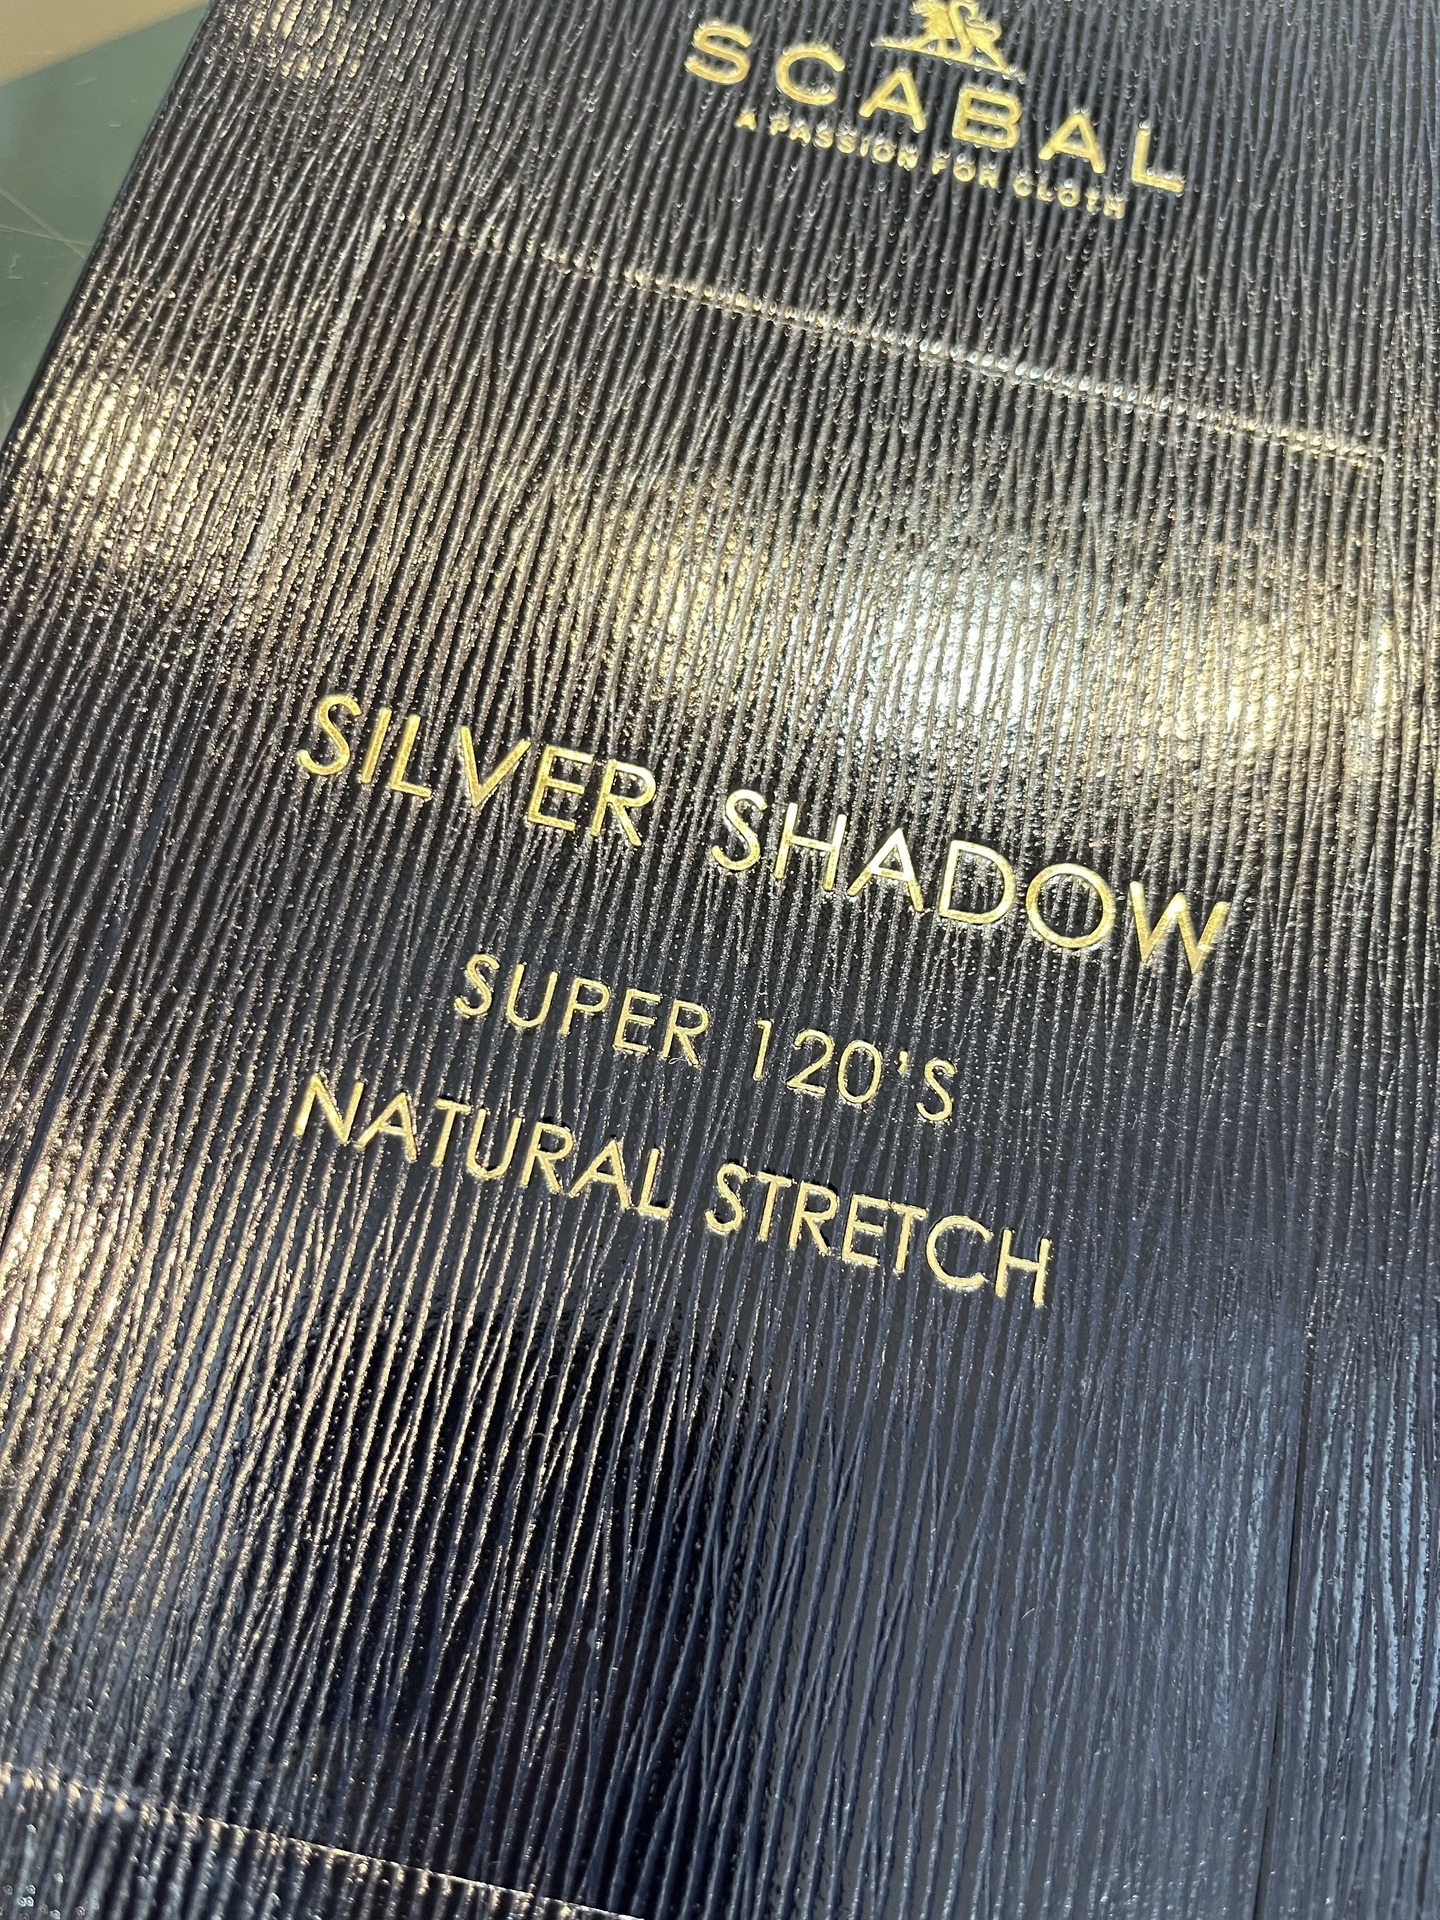 SCABAL
A PASSION FOR CLOTH
SILVER SHADOW
SUPER 120'S
NATURAL STRETCH